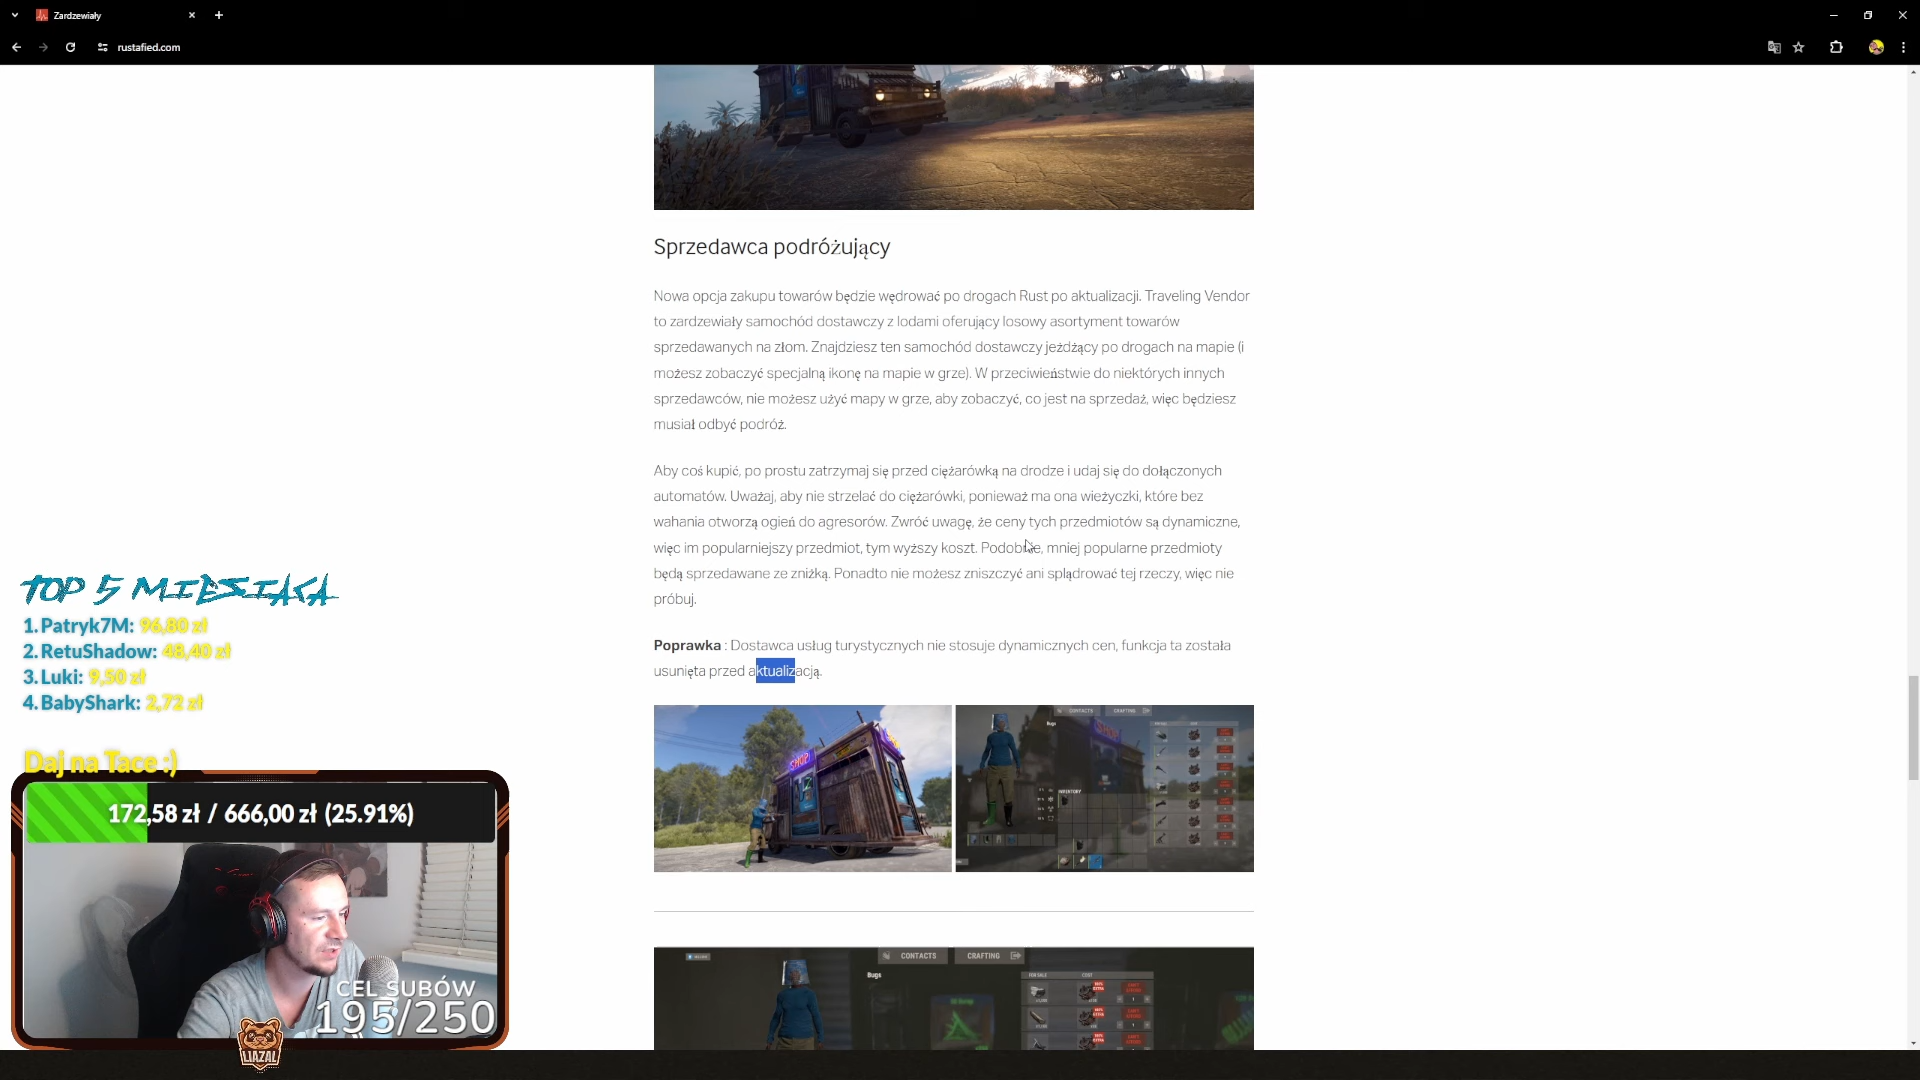 Zardzewiały
rustafied.com
Sprzedawca podróżujący
Nowa opcja zakupu towarów będzie wędrować po drogach Rust po aktualizacji. Traveling Vendor
to zardzewiały samochód dostawczy z lodami oferujący losowy asortyment towarów
sprzedawanych na złom. Znajdziesz ten samochód dostawczy jeżdżący po drogach na mapie (i
możesz zobaczyć specjalną ikonę na mapie w grze). W przeciwieństwie do niektórych innych
sprzedawców, nie możesz użyć mapy w grze, aby zobaczyć, co jest na sprzedaż, więc będziesz
musiał odbyć podróż.
Aby coś kupić, po prostu zatrzymaj się przed ciężarówką na drodze i udaj się do dołączonych
automatów. Uważaj, aby nie strzelać do ciężarówki, ponieważ ma ona wieżyczki, które bez
wahania otworzą ogień do agresorów. Zwróć uwagę, że ceny tych przedmiotów są dynamiczne,
więc im popularniejszy przedmiot, tym wyższy koszt. Podobnie, mniej popularne przedmioty
będą sprzedawane ze zniżką. Ponadto nie możesz zniszczyć ani splądrować tej rzeczy, więc nie
próbuj.
Poprawka : Dostawca usług turystycznych nie stosuje dynamicznych cen, funkcja ta została
usunięta przed aktualizacją.
SHOP!
CONTACTS CRAFTING
Bugs
INVENTORY
CONTACTS CRAFTING
Bugs
FOR SALE COST
TOP 5 MIESIĄCA
1. Patryk7M: 96,80 zł
2. RetuShadow: 48,40 zł
3. Luki: 9,50 zł
4. BabyShark: 2,72 zł
Daj na Tace :)
172,58 zł / 666,00 zł (25.91%)
CEL SUBÓW
195/250
LIAZAL